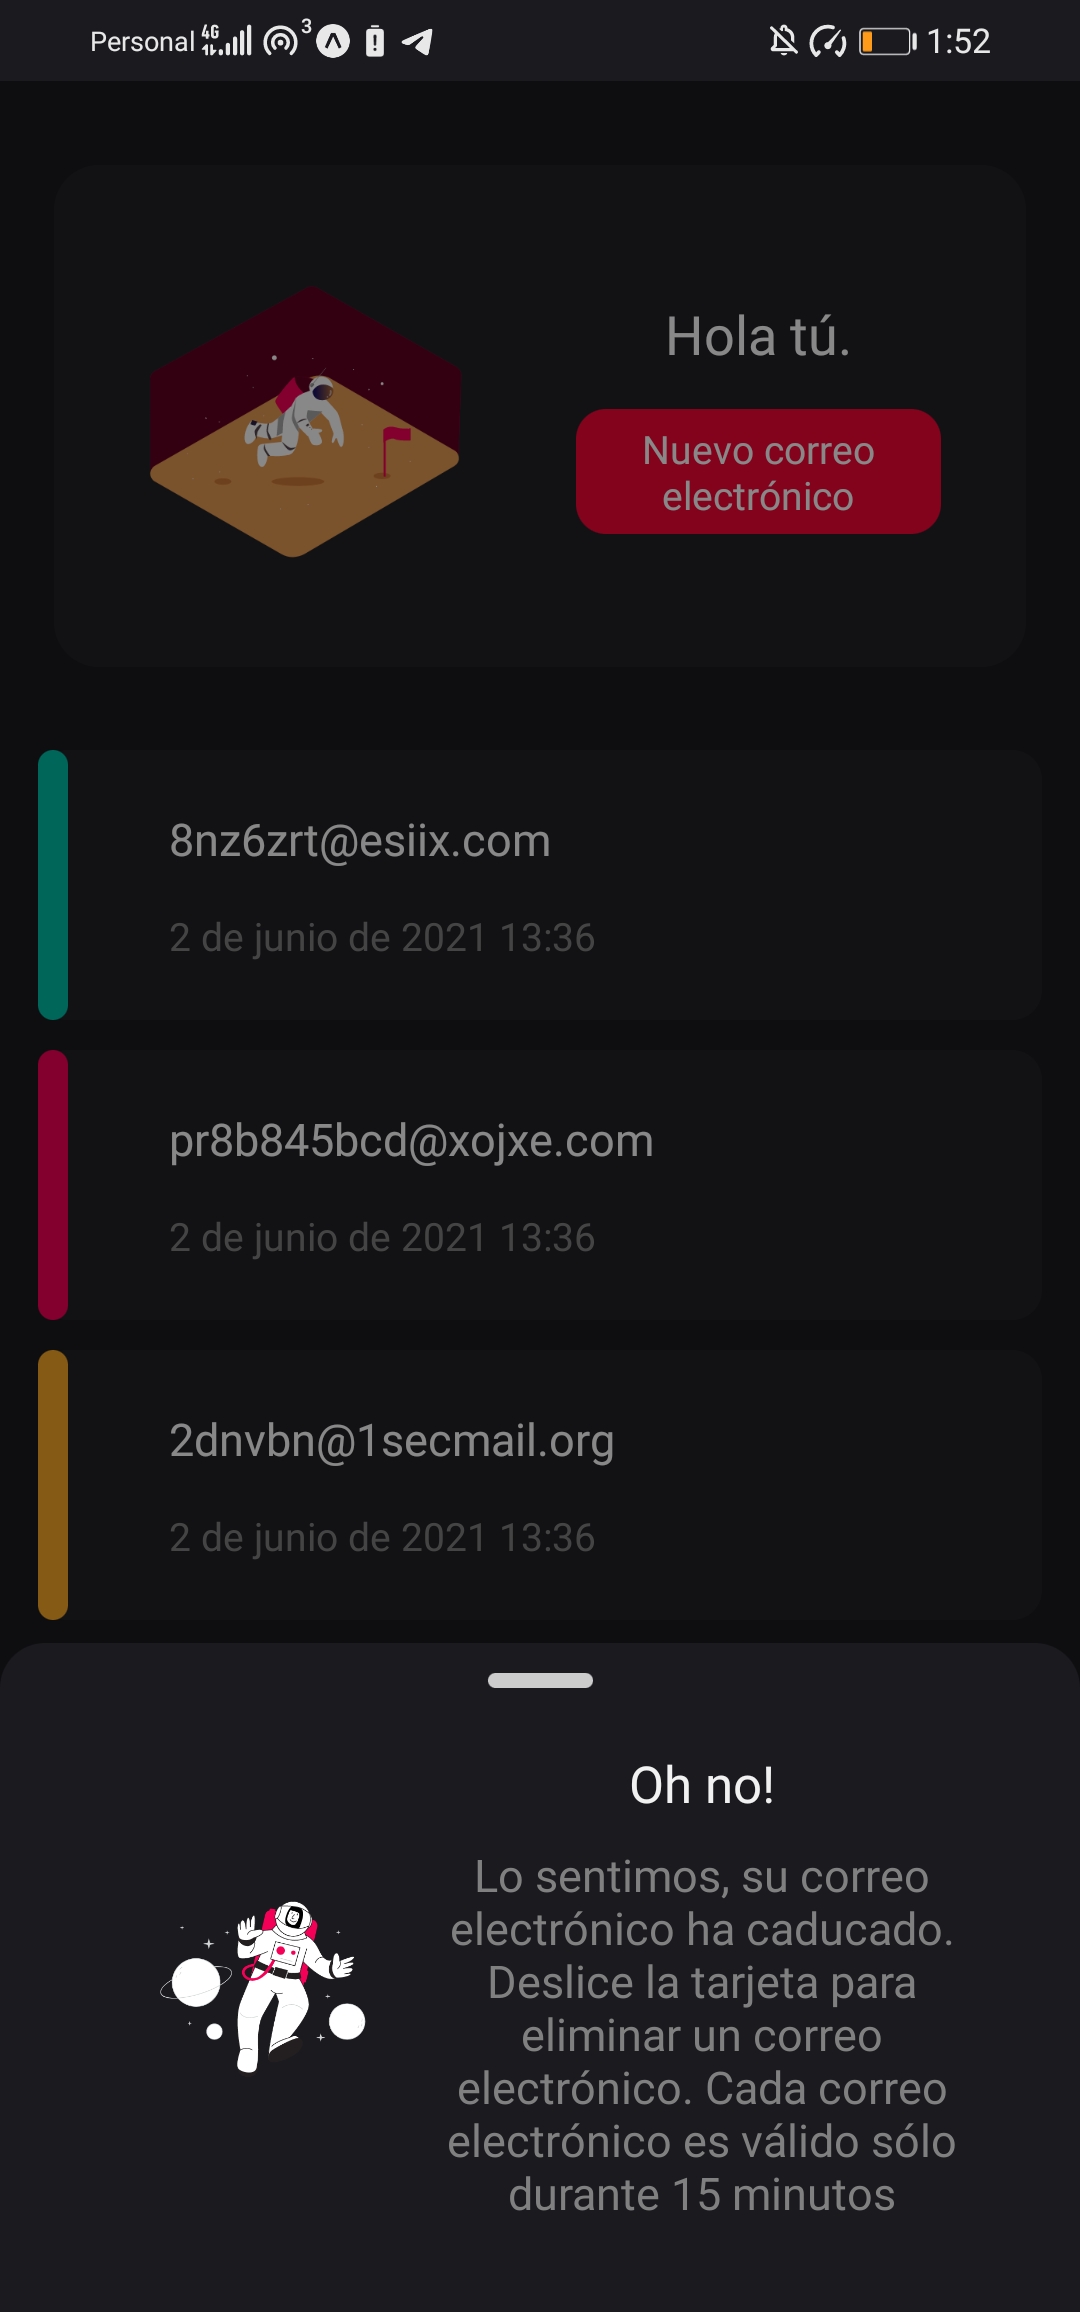 Personal 4G 3 1:52
Hola tú.
Nuevo correo
electrónico
8nz6zrt@esiix.com
2 de junio de 2021 13:36
pr8b845bcd@xojxe.com
2 de junio de 2021 13:36
2dnvbn@1secmail.org
2 de junio de 2021 13:36
Oh no!
Lo sentimos, su correo
electrónico ha caducado.
Deslice la tarjeta para
eliminar un correo
electrónico. Cada correo
electrónico es válido sólo
durante 15 minutos